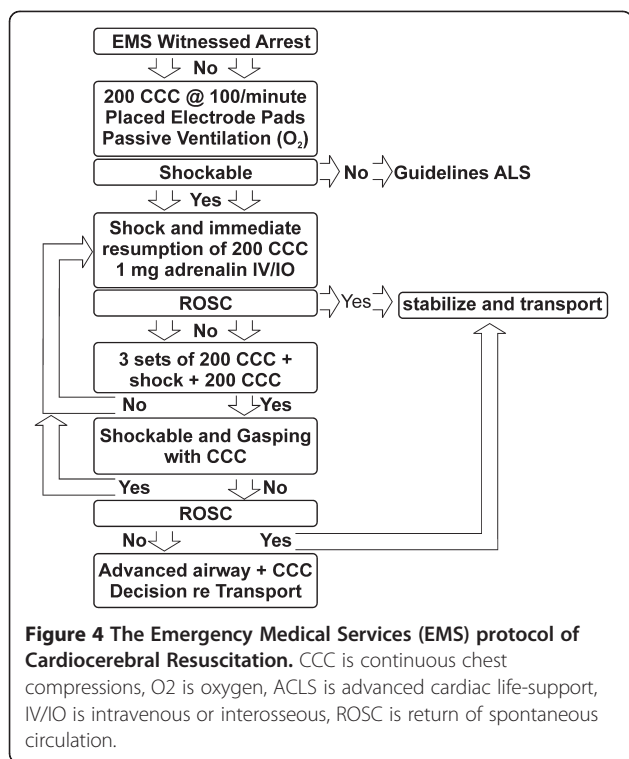 EMS Witnessed Arrest
No
200 CCC @ 100/minute
Placed Electrode Pads
Passive Ventilation (O₂)
Shockable
No
Guidelines ALS
Yes
Shock and immediate
resumption of 200 CCC
1 mg adrenalin IV/IO
ROSC
Yes
stabilize and transport
No
3 sets of 200 CCC +
shock + 200 CCC
No
Yes
Shockable and Gasping
with CCC
Yes
No
ROSC
No
Yes
Advanced airway + CCC
Decision re Transport
Figure 4 The Emergency Medical Services (EMS) protocol of
Cardiocerebral Resuscitation. CCC is continuous chest
compressions, O2 is oxygen, ACLS is advanced cardiac life-support,
IV/IO is intravenous or interosseous, ROSC is return of spontaneous
circulation.